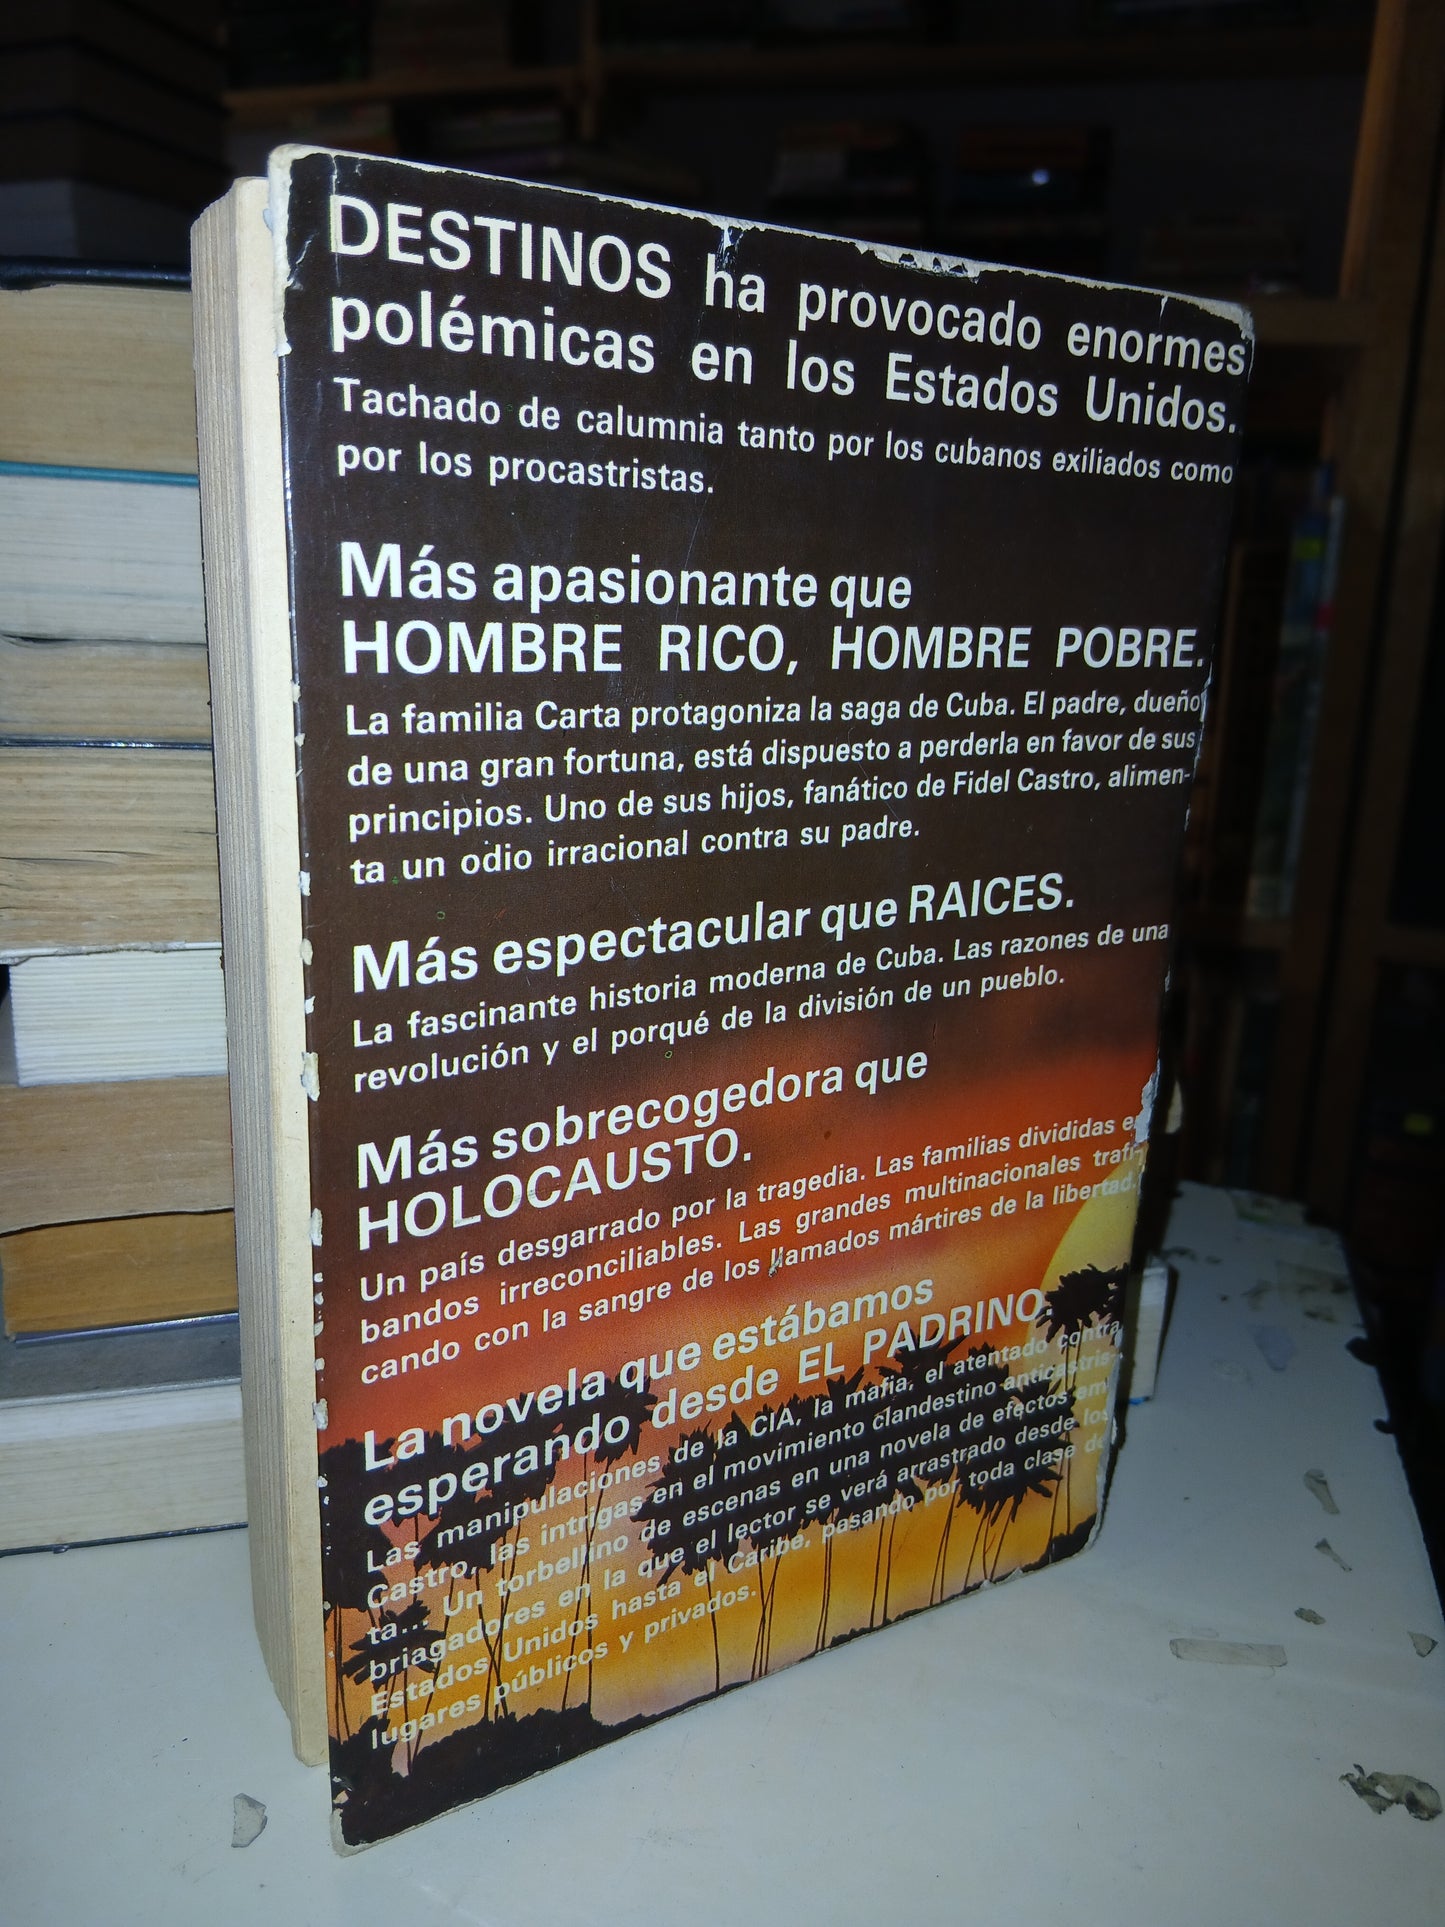 DESTINOS ha provocado enormes
polémicas en los Estados Unidos.
Tachado de calumnia tanto por los cubanos exiliados como
por los procastristas.
Más apasionante que
HOMBRE RICO, HOMBRE POBRE.
La familia Carta protagoniza la saga de Cuba. El padre, dueño
de una gran fortuna, está dispuesto a perderla en favor de sus
principios. Uno de sus hijos, fanático de Fidel Castro, alimen-
ta un odio irracional contra su padre.
Más espectacular que RAICES.
La fascinante historia moderna de Cuba. Las razones de una
revolución y el porqué de la división de un pueblo.
Más sobrecogedora que
HOLOCAUSTO.
Un país desgarrado por la tragedia. Las familias divididas en
bandos irreconciliables. Las grandes multinacionales trafi-
cando con la sangre de los llamados mártires de la libertad.
La novela que estábamos
esperando desde EL PADRINO.
Las manipulaciones de la CIA, la mafia, el atentado contra
Castro, las intrigas en el movimiento clandestino anticastris-
ta... Un torbellino de escenas en una novela de efectos em-
briagadores en la que el lector se verá arrastrado desde los
Estados Unidos hasta el Caribe, pasando por toda clase de
lugares públicos y privados.